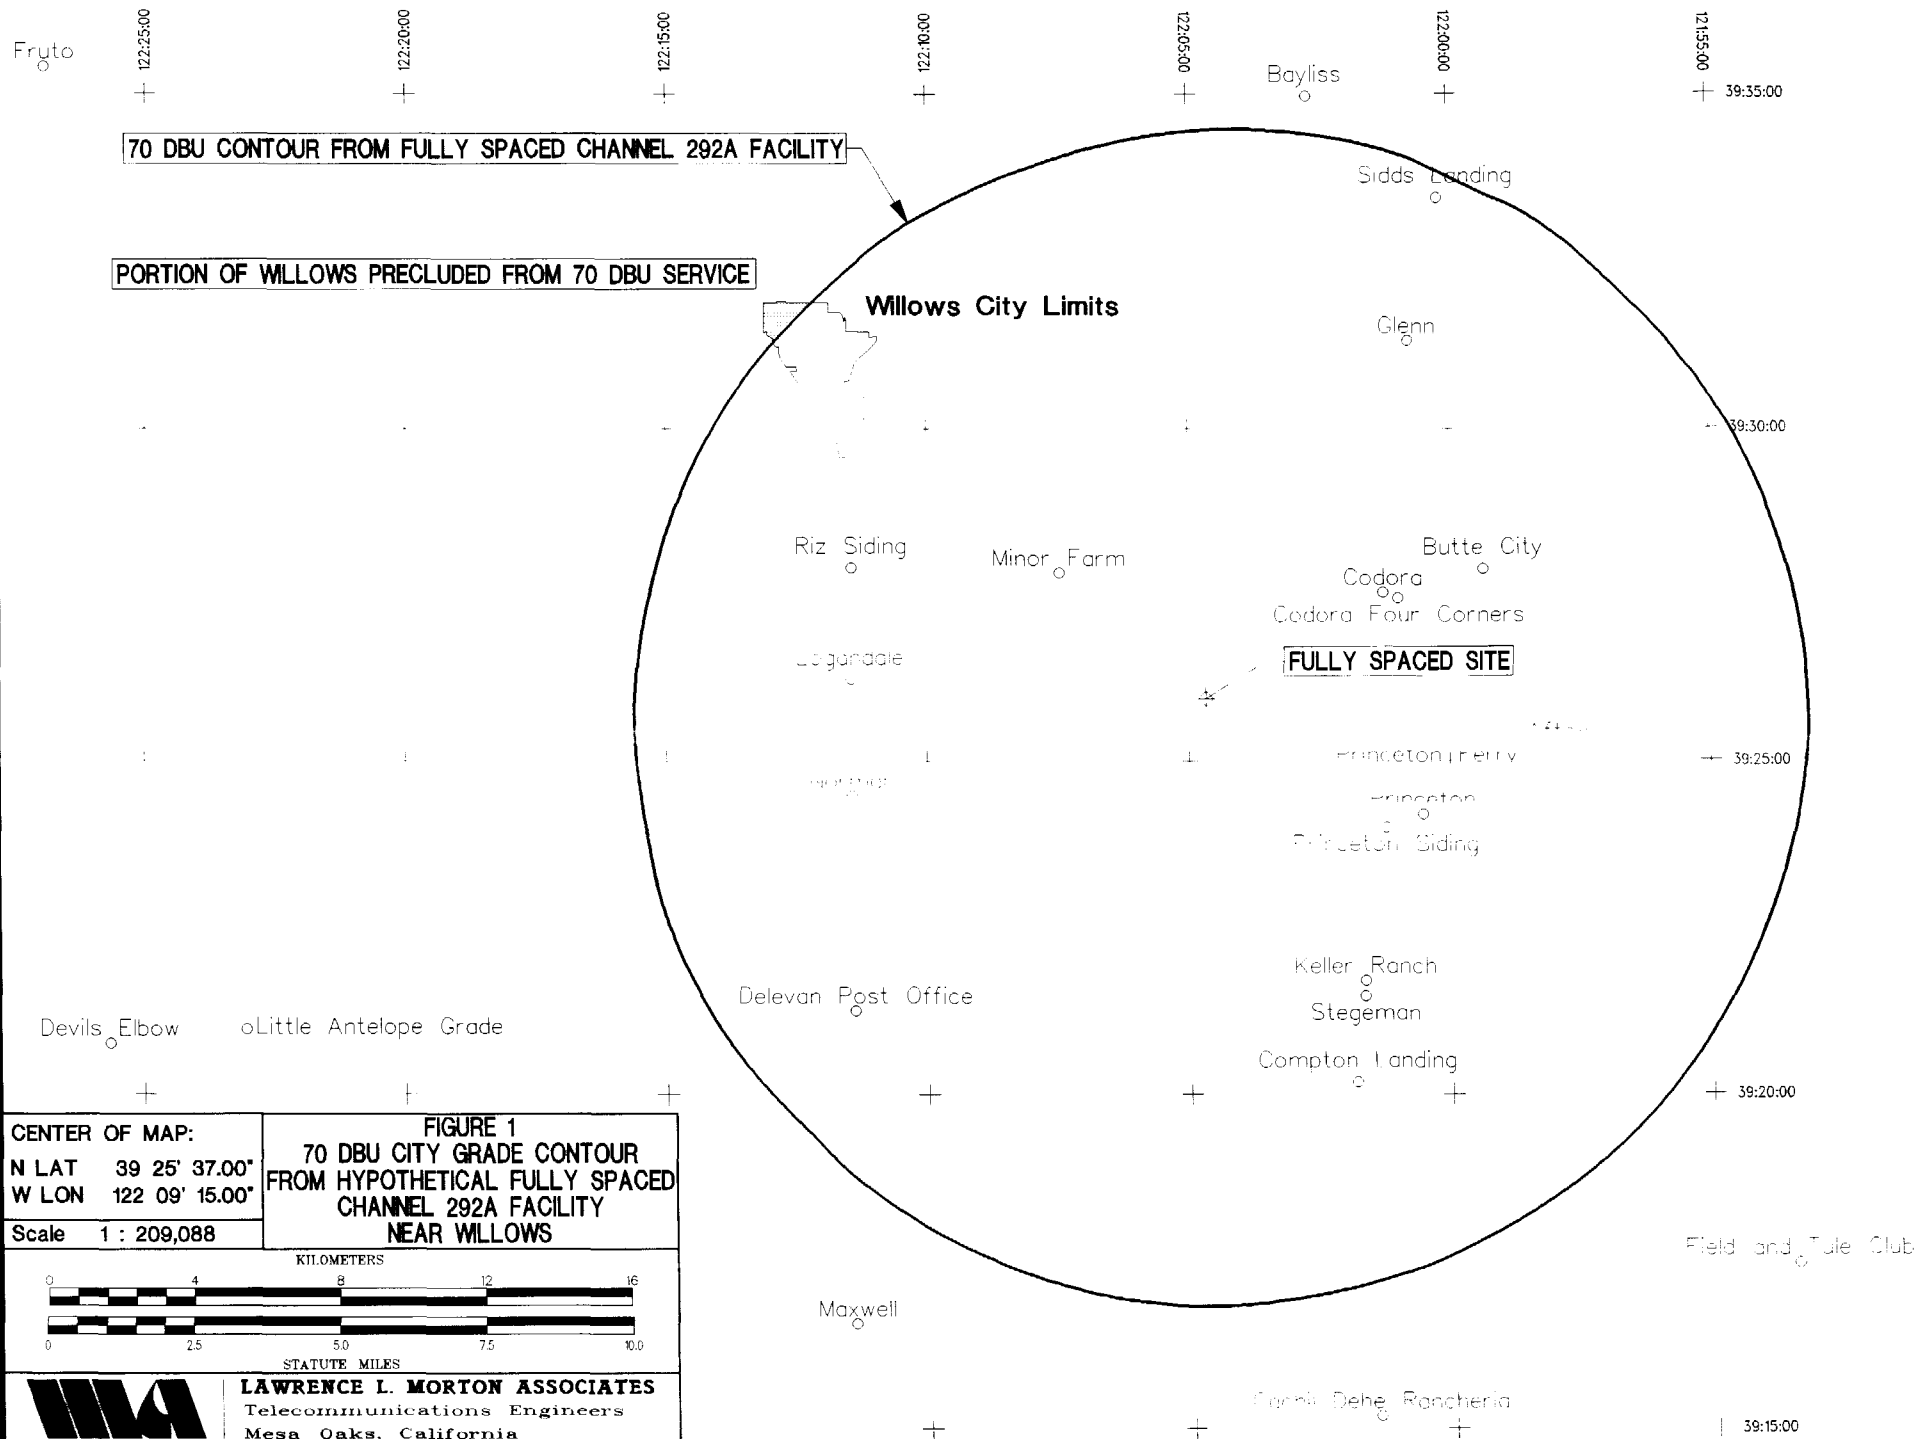 122:25:00
122:20:00
122:15:00
122:10:00
122:05:00
122:00:00
121:55:00
Fruto
Bayliss
39:35:00
70 DBU CONTOUR FROM FULLY SPACED CHANNEL 292A FACILITY
Sidds Landing
PORTION OF WILLOWS PRECLUDED FROM 70 DBU SERVICE
Willows City Limits
Glenn
39:30:00
Riz Siding
Minor Farm
Butte City
Codora
Codora Four Corners
FULLY SPACED SITE
Princeton Ferry
39:25:00
Princeton
Princeton Siding
Keller Ranch
Delevan Post Office
Stegeman
Devils Elbow
Little Antelope Grade
Compton Landing
39:20:00
CENTER OF MAP:
N LAT 39 25' 37.00"
W LON 122 09' 15.00"
Scale 1 : 209,088
FIGURE 1
70 DBU CITY GRADE CONTOUR
FROM HYPOTHETICAL FULLY SPACED
CHANNEL 292A FACILITY
NEAR WILLOWS
Field and Tule Club
KILOMETERS
0 4 8 12 16
0 2.5 5.0 7.5 10.0
STATUTE MILES
Maxwell
LAWRENCE L. MORTON ASSOCIATES
Telecommunications Engineers
Mesa Oaks, California
Dehe Rancheria
39:15:00